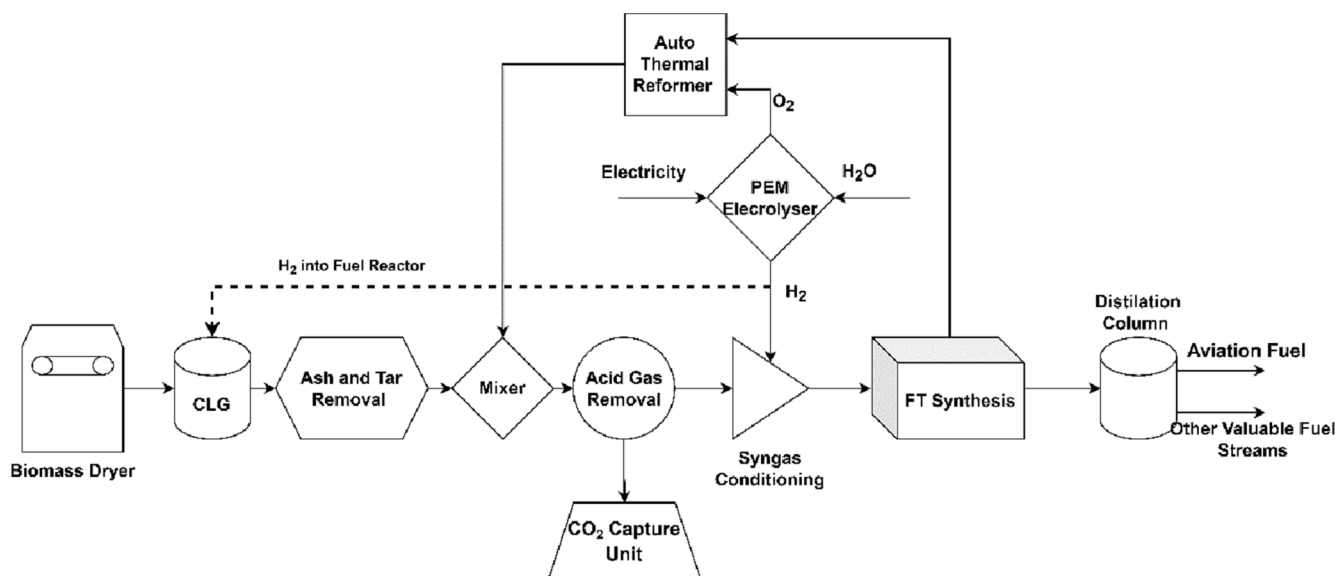 Auto
Thermal
Reformer
O₂
Electricity
H₂O
PEM
Elecrolyser
H₂ into Fuel Reactor
H₂
Distilation
Column
Aviation Fuel
CLG
Ash and Tar
Removal
Mixer
Acid Gas
Removal
FT Synthesis
Other Valuable Fuel
Streams
Biomass Dryer
Syngas
Conditioning
CO₂ Capture
Unit